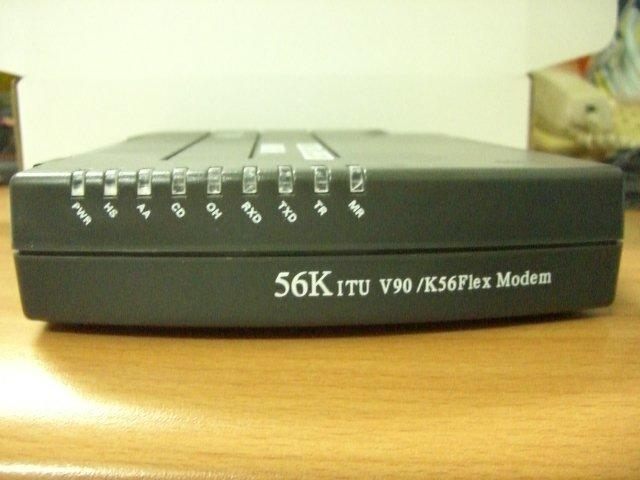 PWR HS AA CD OH RXD TXD TR MR
56K ITU V90 /K56Flex Modem